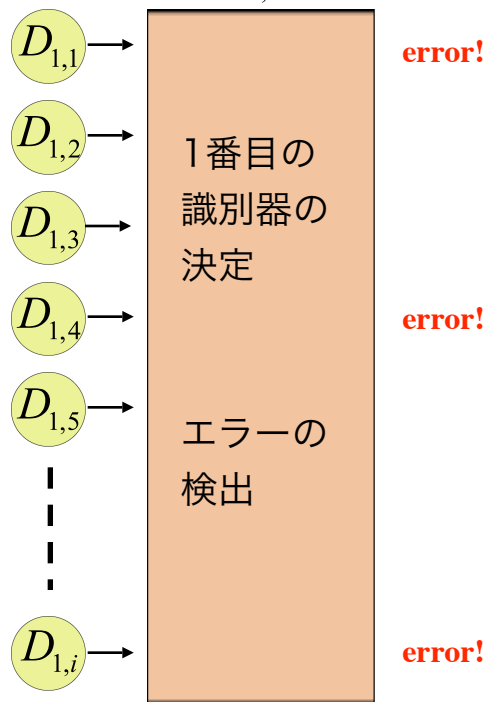 D1,1 error!
D1,2
D1,3
D1,4 error!
D1,5
D1,i error!
1番目の
識別器の
決定
エラーの
検出